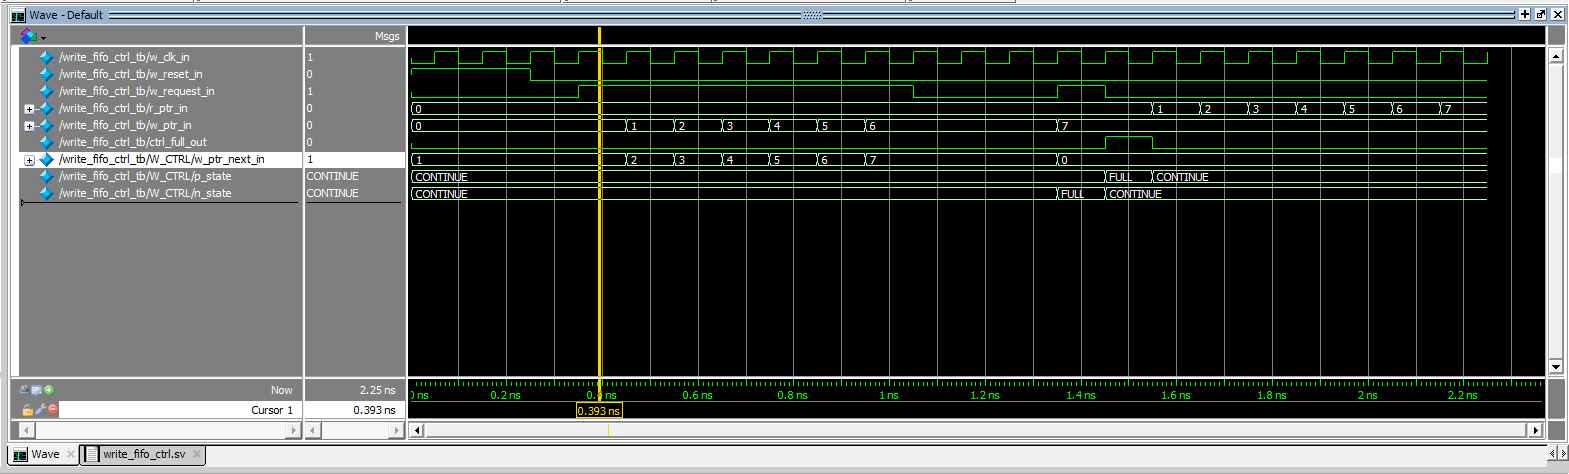 Wave - Default
Msgs
/write_fifo_ctrl_tb/w_clk_in 1
/write_fifo_ctrl_tb/w_reset_in 0
/write_fifo_ctrl_tb/w_request_in 1
/write_fifo_ctrl_tb/r_ptr_in 0 0 1 2 3 4 5 6 7
/write_fifo_ctrl_tb/w_ptr_in 0 0 1 2 3 4 5 6 7
/write_fifo_ctrl_tb/ctrl_full_out 0
/write_fifo_ctrl_tb/W_CTRL/w_ptr_next_in 1 1 2 3 4 5 6 7 0
/write_fifo_ctrl_tb/W_CTRL/p_state CONTINUE CONTINUE FULL CONTINUE
/write_fifo_ctrl_tb/W_CTRL/n_state CONTINUE CONTINUE FULL CONTINUE
Now 2.25 ns 0 ns 0.2 ns 0.4 ns 0.6 ns 0.8 ns 1 ns 1.2 ns 1.4 ns 1.6 ns 1.8 ns 2 ns 2.2 ns
Cursor 1 0.393 ns 0.393 ns
Wave write_fifo_ctrl.sv